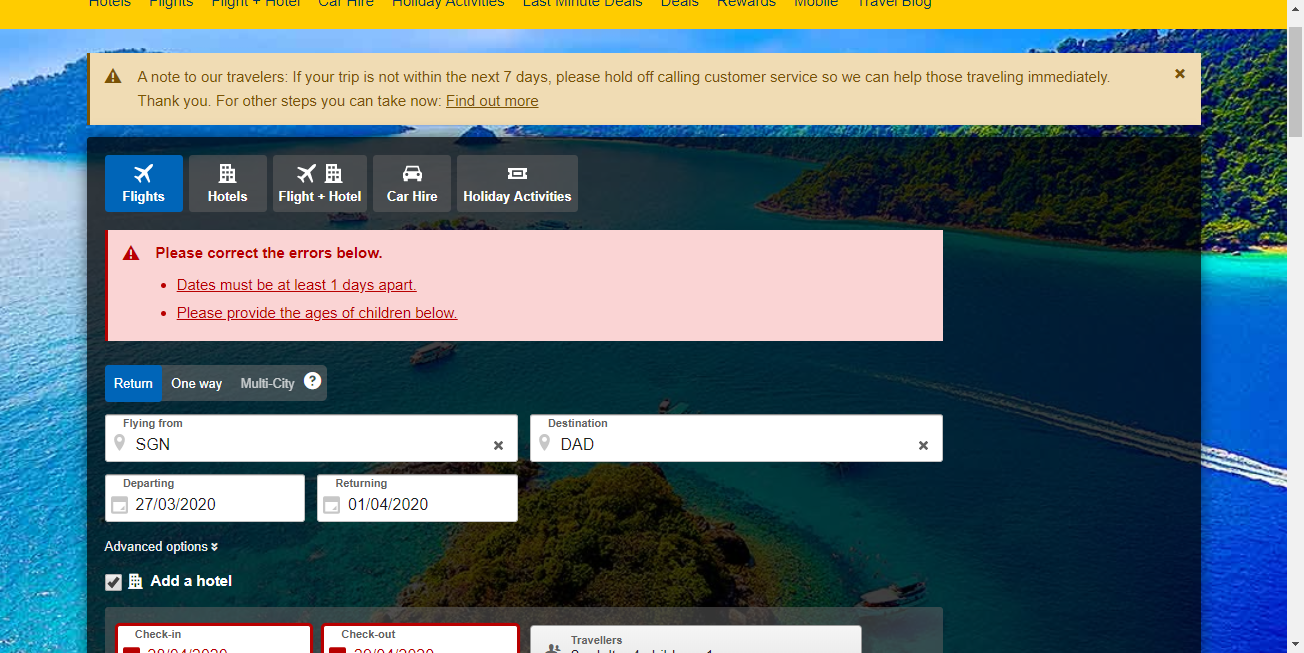 Hotels Flights Flight + Hotel Car Hire Holiday Activities Last Minute Deals Deals Rewards Mobile Travel Blog
A note to our travelers: If your trip is not within the next 7 days, please hold off calling customer service so we can help those traveling immediately.
Thank you. For other steps you can take now: Find out more
Flights Hotels Flight + Hotel Car Hire Holiday Activities
Please correct the errors below.
• Dates must be at least 1 days apart.
• Please provide the ages of children below.
Return One way Multi-City ?
Flying from Destination
SGN DAD
Departing Returning
27/03/2020 01/04/2020
Advanced options
Add a hotel
Check-in Check-out Travellers